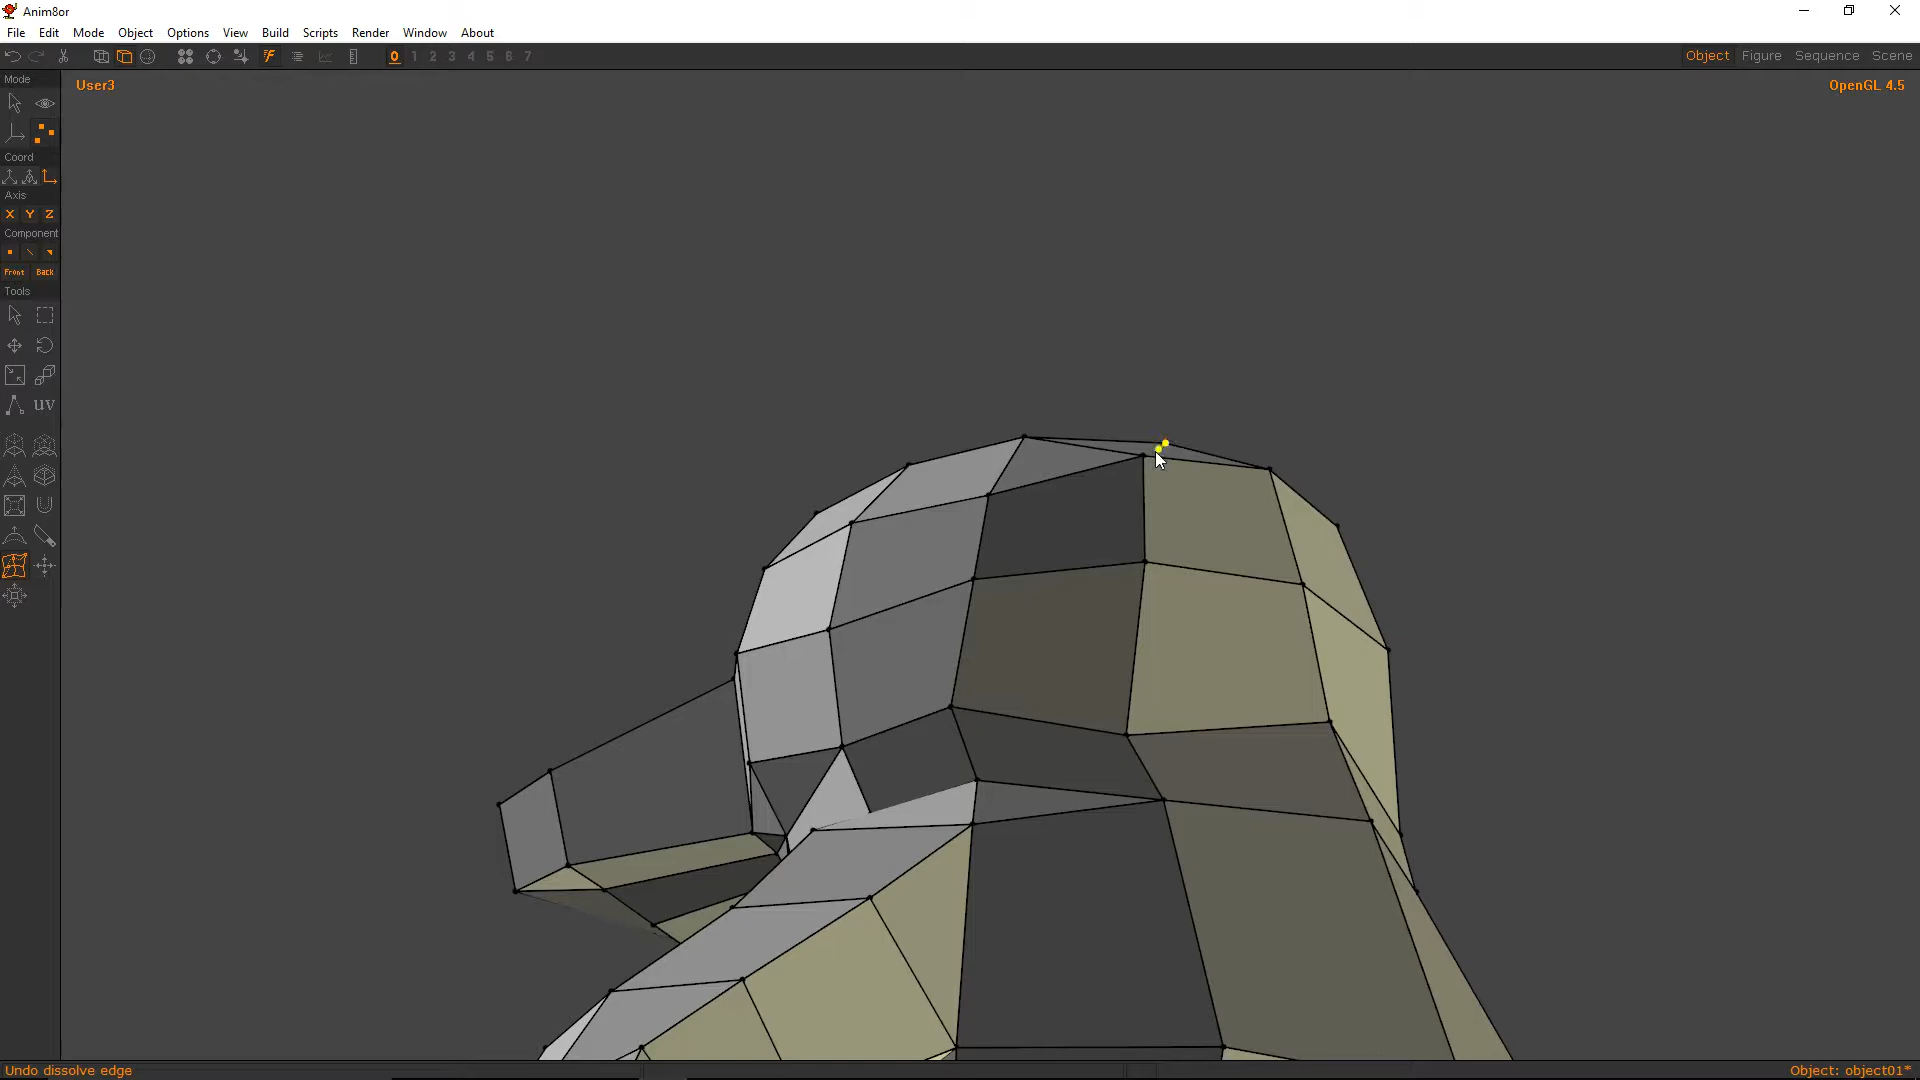 Anim8or
File Edit Mode Object Options View Build Scripts Render Window About
0 1 2 3 4 5 6 7
Object Figure Sequence Scene
Mode
User3
OpenGL 4.5
Coord
Axis
X Y Z
Component
Front Back
Tools
UV
Undo dissolve edge
Object: object01*